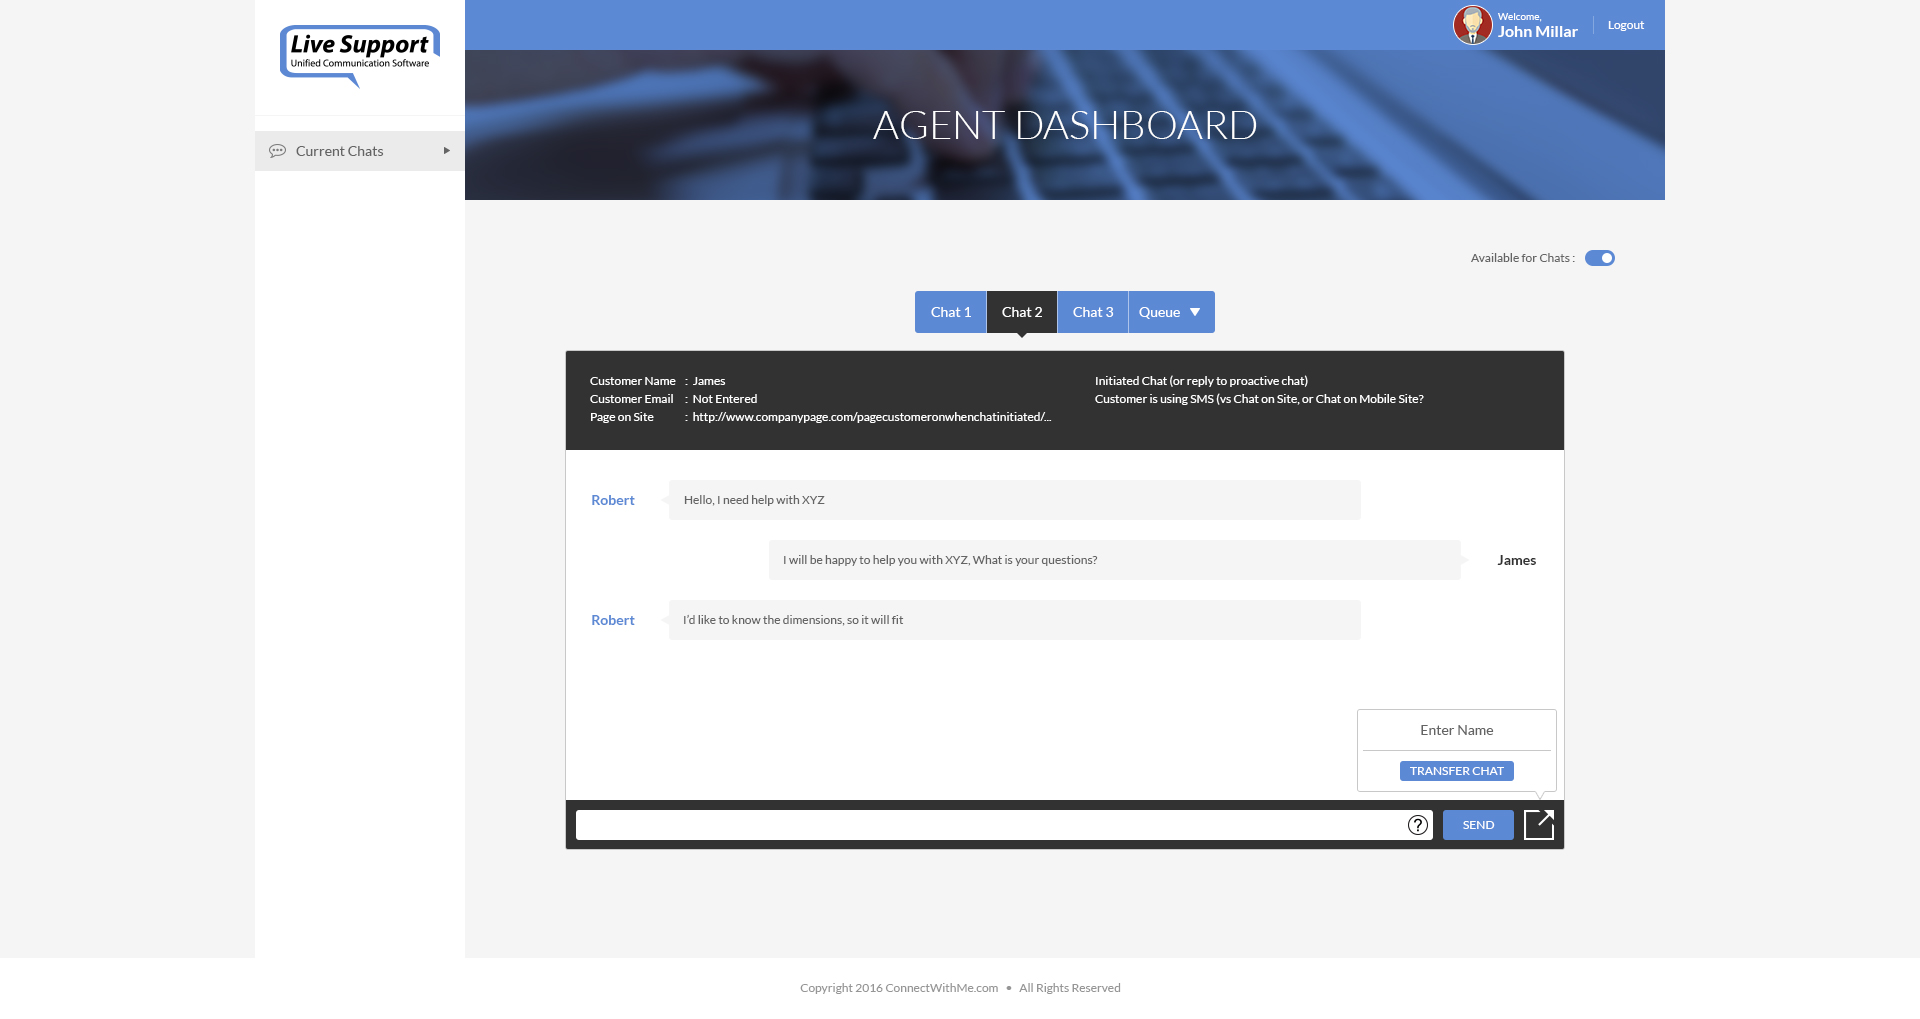 Live Support
Unified Communication Software
Welcome,
John Millar
Logout
AGENT DASHBOARD
Current Chats
Available for Chats :
Chat 1
Chat 2
Chat 3
Queue
Customer Name : James
Customer Email : Not Entered
Page on Site : http://www.companypage.com/pagecustomeronwhenchatinitiated/...
Initiated Chat (or reply to proactive chat)
Customer is using SMS (vs Chat on Site, or Chat on Mobile Site?
Robert
Hello, I need help with XYZ
I will be happy to help you with XYZ, What is your questions?
James
Robert
I'd like to know the dimensions, so it will fit
Enter Name
TRANSFER CHAT
?
SEND
Copyright 2016 ConnectWithMe.com • All Rights Reserved